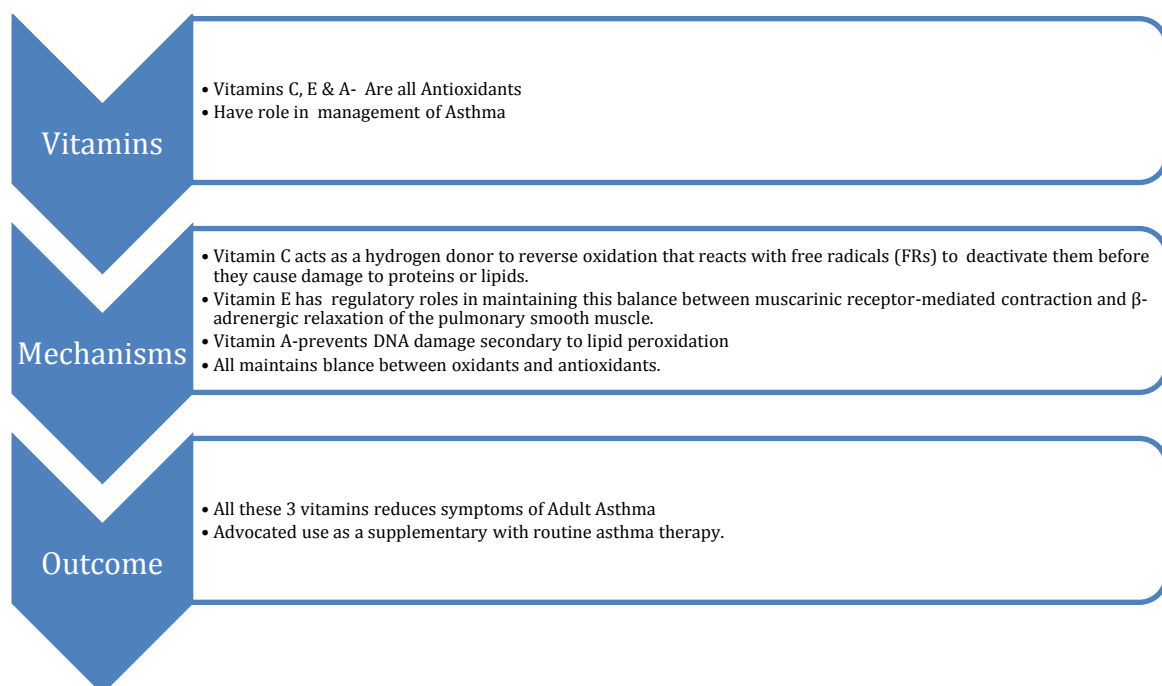 Vitamins
• Vitamins C, E & A- Are all Antioxidants
• Have role in management of Asthma
Mechanisms
• Vitamin C acts as a hydrogen donor to reverse oxidation that reacts with free radicals (FRs) to deactivate them before
they cause damage to proteins or lipids.
• Vitamin E has regulatory roles in maintaining this balance between muscarinic receptor-mediated contraction and β-
adrenergic relaxation of the pulmonary smooth muscle.
• Vitamin A-prevents DNA damage secondary to lipid peroxidation
• All maintains blance between oxidants and antioxidants.
Outcome
• All these 3 vitamins reduces symptoms of Adult Asthma
• Advocated use as a supplementary with routine asthma therapy.